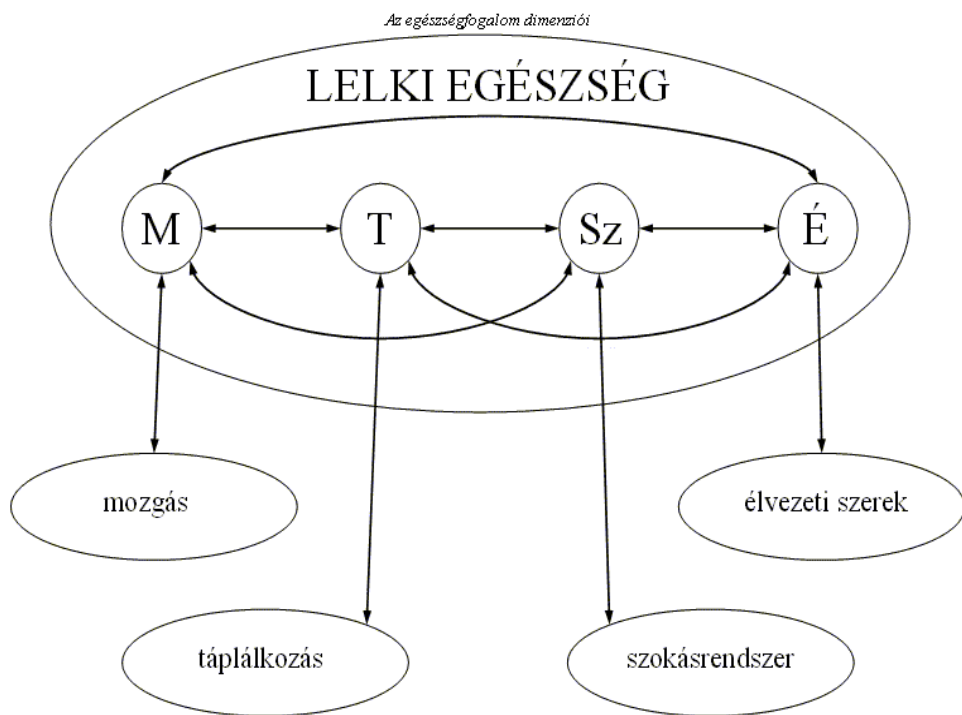 Az egészségfogalom dimenziói
LELKI EGÉSZSÉG
M T Sz É
mozgás
élvezeti szerek
táplálkozás
szokásrendszer